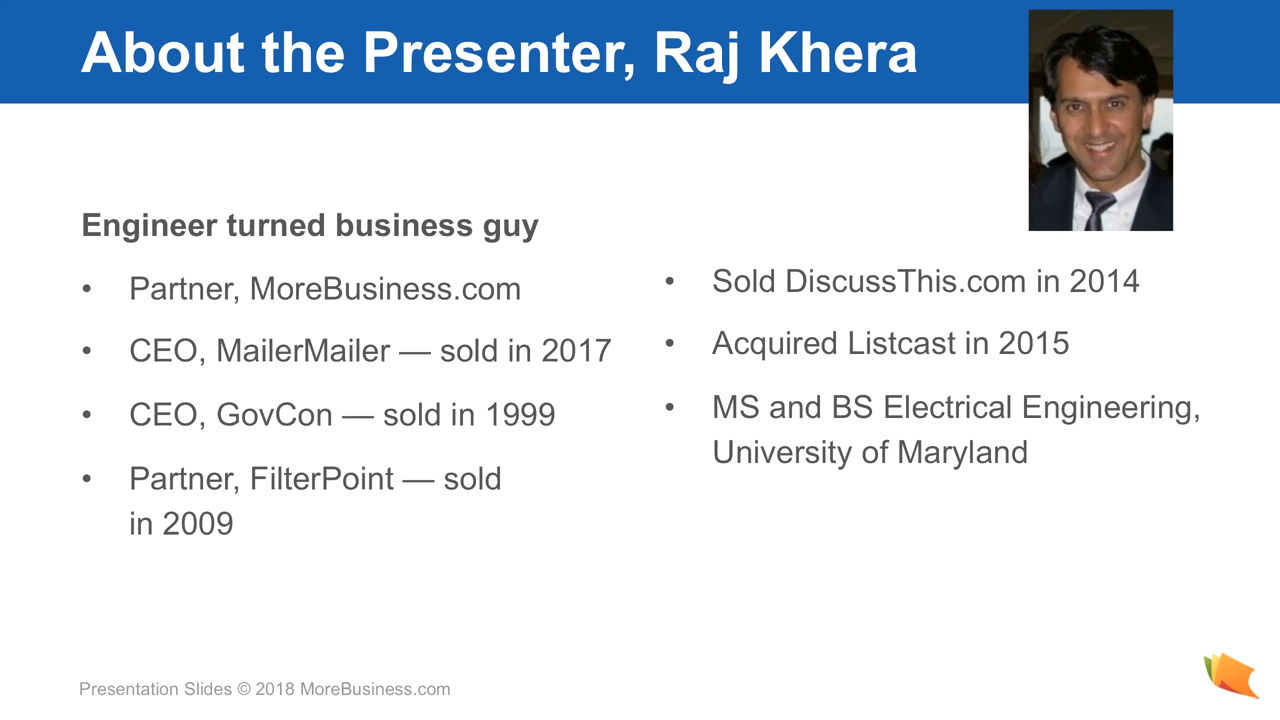 About the Presenter, Raj Khera
Engineer turned business guy
• Partner, MoreBusiness.com
• CEO, MailerMailer — sold in 2017
• CEO, GovCon — sold in 1999
• Partner, FilterPoint — sold
in 2009
• Sold DiscussThis.com in 2014
• Acquired Listcast in 2015
• MS and BS Electrical Engineering,
University of Maryland
Presentation Slides © 2018 MoreBusiness.com